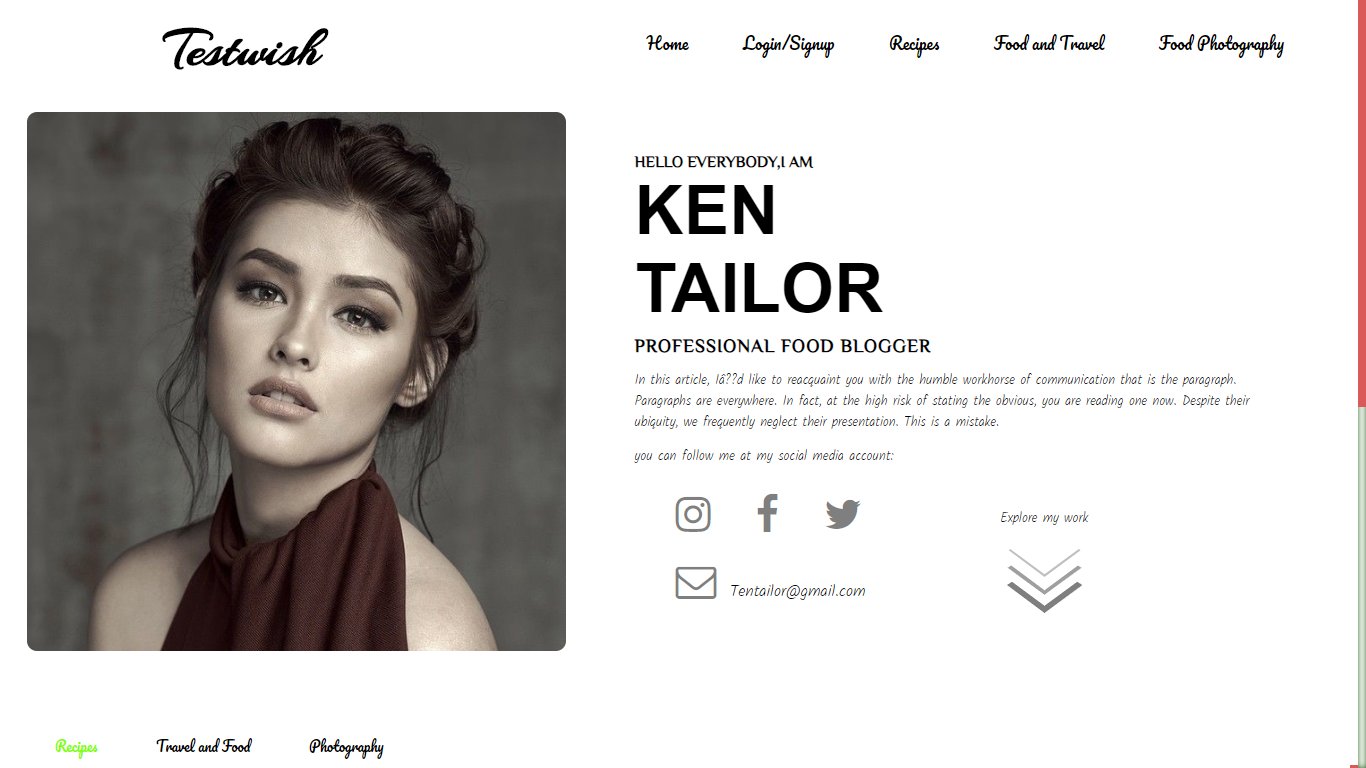 Testwish
Home Login/Signup Recipes Food and Travel Food Photography
HELLO EVERYBODY,I AM
KEN
TAILOR
PROFESSIONAL FOOD BLOGGER
In this article, Iâ??d like to reacquaint you with the humble workhorse of communication that is the paragraph.
Paragraphs are everywhere. In fact, at the high risk of stating the obvious, you are reading one now. Despite their
ubiquity, we frequently neglect their presentation. This is a mistake.
you can follow me at my social media account:
Explore my work
Tentailor@gmail.com
Recipes Travel and Food Photography